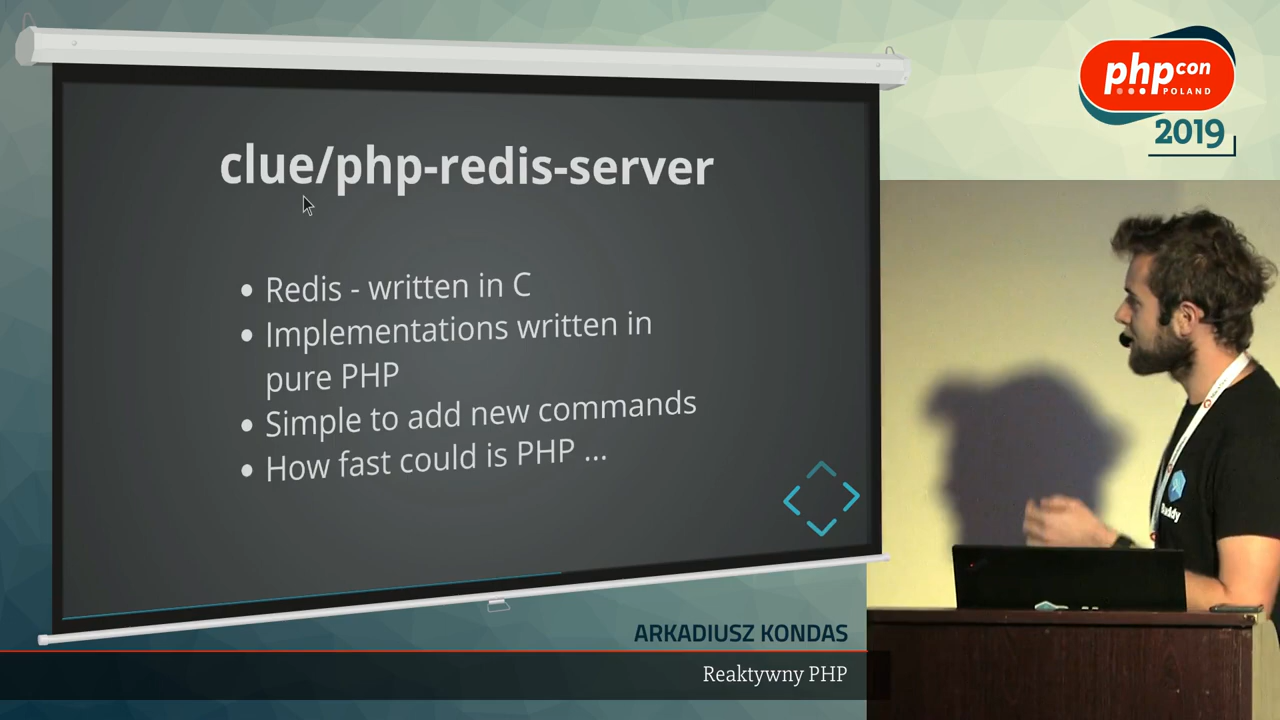 clue/php-redis-server
Redis - written in C
Implementations written in
pure PHP
Simple to add new commands
How fast could is PHP ...
php con
POLAND
2019
Buddy
ARKADIUSZ KONDAS
Reaktywny PHP